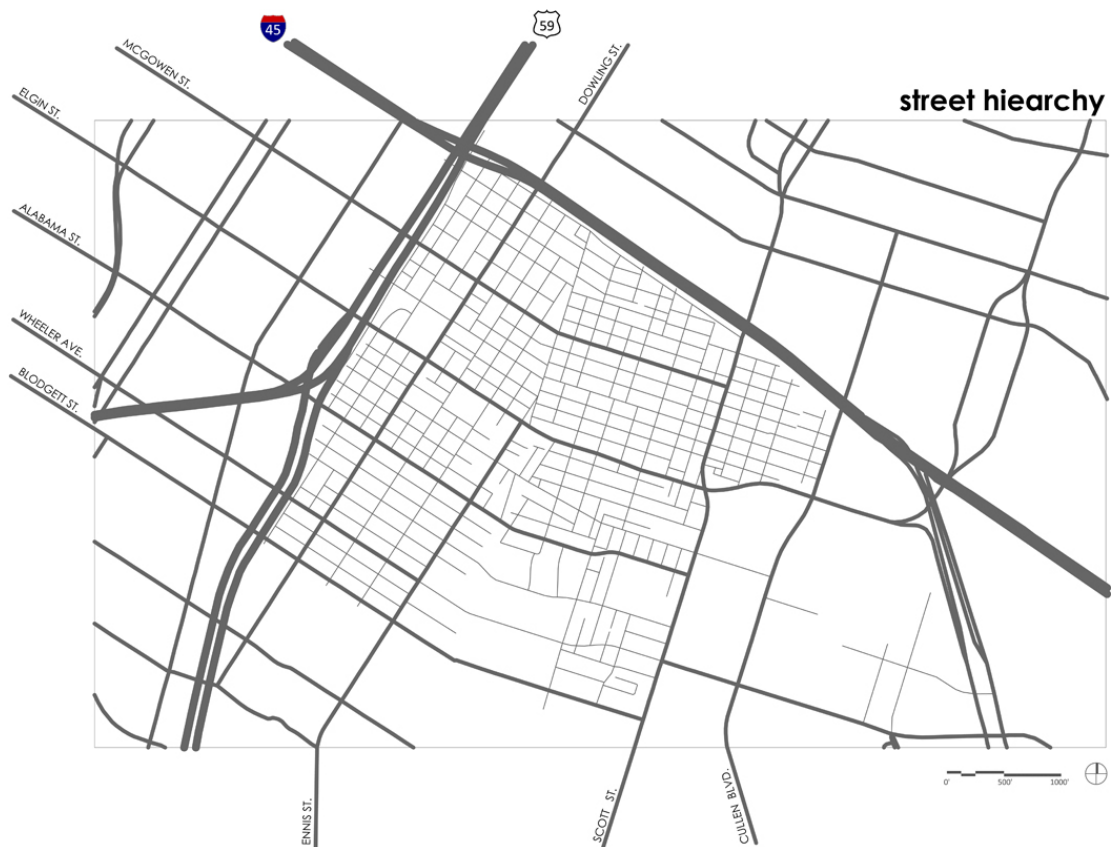 45
59
MCGOWEN ST.
DOWLING ST.
ELGIN ST.
street hiearchy
ALABAMA ST.
WHEELER AVE.
BLODGETT ST.
0'
500'
1000'
ENNIS ST.
SCOTT ST.
CULLEN BLVD.